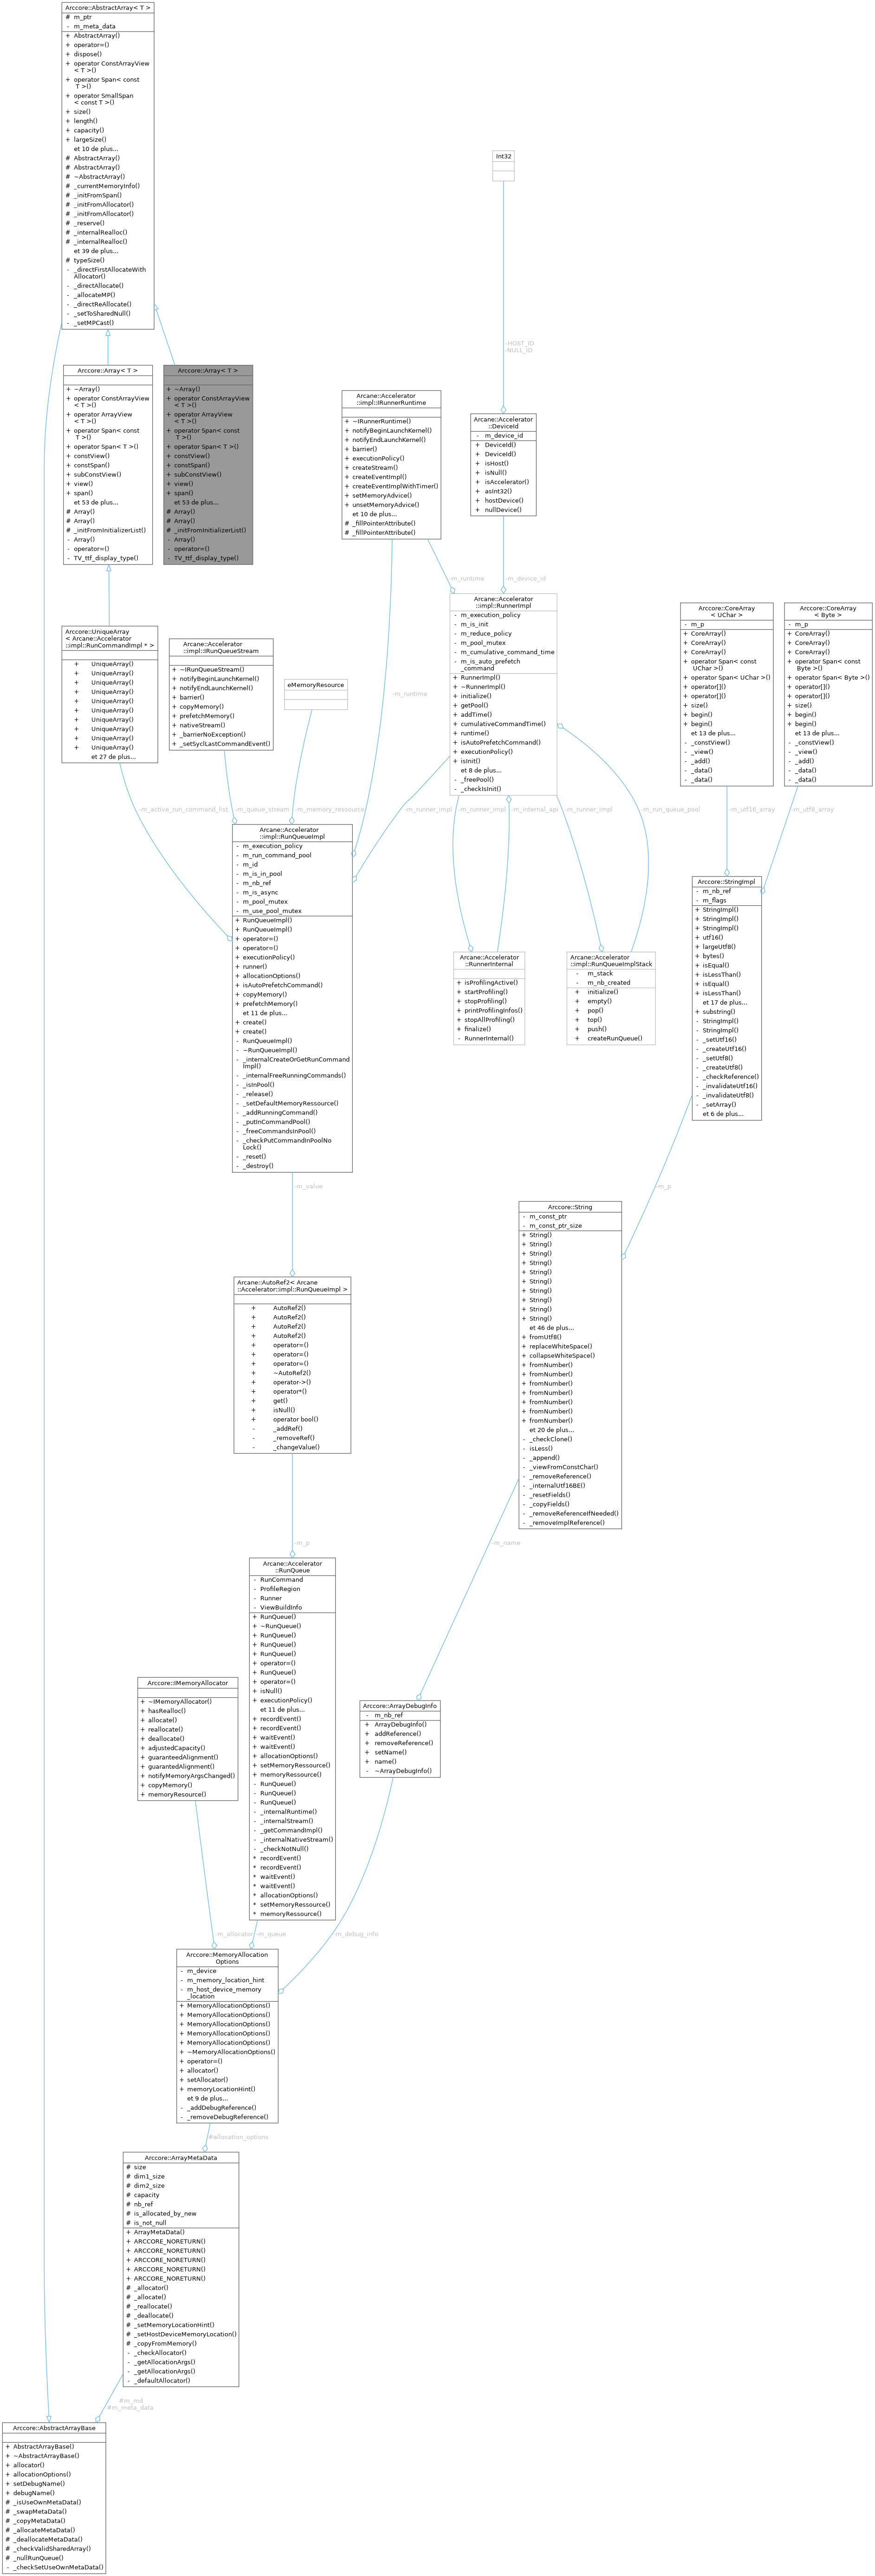 Arccore::AbstractArray< T >
# m_ptr
- m_meta_data
+ AbstractArray()
+ operator=()
+ dispose()
+ operator ConstArrayView
< T >()
+ operator Span< const
T >()
+ operator SmallSpan
< const T >()
+ size()
+ length()
+ capacity()
+ largeSize()
et 10 de plus...
# AbstractArray()
# AbstractArray()
# ~AbstractArray()
# _currentMemoryInfo()
# _initFromSpan()
# _initFromAllocator()
# _initFromAllocator()
# _reserve()
# _internalRealloc()
# _internalRealloc()
et 39 de plus...
# typeSize()
- _directFirstAllocateWith
Allocator()
- _directAllocate()
- _allocateMP()
- _directReAllocate()
- _setToSharedNull()
- _setMPCast()
Int32
-HOST_ID
-NULL_ID
Arccore::Array< T >
+ ~Array()
+ operator ConstArrayView
< T >()
+ operator ArrayView
< T >()
+ operator Span< const
T >()
+ operator Span< T >()
+ constView()
+ constSpan()
+ subConstView()
+ view()
+ span()
et 53 de plus...
# Array()
# Array()
# _initFromInitializerList()
- Array()
- operator=()
- TV_ttf_display_type()
Arccore::Array< T >
+ ~Array()
+ operator ConstArrayView
< T >()
+ operator ArrayView
< T >()
+ operator Span< const
T >()
+ operator Span< T >()
+ constView()
+ constSpan()
+ subConstView()
+ view()
+ span()
et 53 de plus...
# Array()
# Array()
# _initFromInitializerList()
- Array()
- operator=()
- TV_ttf_display_type()
Arcane::Accelerator
::impl::IRunnerRuntime
+ ~IRunnerRuntime()
+ notifyBeginLaunchKernel()
+ notifyEndLaunchKernel()
+ barrier()
+ executionPolicy()
+ createStream()
+ createEventImpl()
+ createEventImplWithTimer()
+ setMemoryAdvice()
+ unsetMemoryAdvice()
et 10 de plus...
# _fillPointerAttribute()
# _fillPointerAttribute()
Arcane::Accelerator
::DeviceId
- m_device_id
+ DeviceId()
+ DeviceId()
+ isHost()
+ isNull()
+ isAccelerator()
+ asInt32()
+ hostDevice()
+ nullDevice()
-m_runtime
-m_device_id
Arcane::Accelerator
::impl::RunnerImpl
- m_execution_policy
- m_is_init
- m_reduce_policy
- m_pool_mutex
- m_cumulative_command_time
- m_is_auto_prefetch
_command
+ RunnerImpl()
+ ~RunnerImpl()
+ initialize()
+ getPool()
+ addTime()
+ cumulativeCommandTime()
+ runtime()
+ isAutoPrefetchCommand()
+ executionPolicy()
+ isInit()
et 8 de plus...
- _freePool()
- _checkIsInit()
Arccore::CoreArray
< UChar >
- m_p
+ CoreArray()
+ CoreArray()
+ CoreArray()
+ operator Span< const
UChar >()
+ operator Span< UChar >()
+ operator[]()
+ operator[]()
+ size()
+ begin()
+ begin()
et 13 de plus...
- _constView()
- _view()
- _add()
- _data()
- _data()
Arccore::CoreArray
< Byte >
- m_p
+ CoreArray()
+ CoreArray()
+ CoreArray()
+ operator Span< const
Byte >()
+ operator Span< Byte >()
+ operator[]()
+ operator[]()
+ size()
+ begin()
+ begin()
et 13 de plus...
- _constView()
- _view()
- _add()
- _data()
- _data()
Arccore::UniqueArray
< Arcane::Accelerator
::impl::RunCommandImpl * >
+ UniqueArray()
+ UniqueArray()
+ UniqueArray()
+ UniqueArray()
+ UniqueArray()
+ UniqueArray()
+ UniqueArray()
+ UniqueArray()
+ UniqueArray()
+ UniqueArray()
et 27 de plus...
Arcane::Accelerator
::impl::IRunQueueStream
+ ~IRunQueueStream()
+ notifyBeginLaunchKernel()
+ notifyEndLaunchKernel()
+ barrier()
+ copyMemory()
+ prefetchMemory()
+ nativeStream()
+ _barrierNoException()
+ _setSyclLastCommandEvent()
eMemoryResource
-m_runtime
-m_active_run_command_list
-m_queue_stream
-m_memory_ressource
-m_runner_impl
-m_runner_impl
-m_internal_api
-m_runner_impl
-m_run_queue_pool
-m_utf16_array
-m_utf8_array
Arcane::Accelerator
::impl::RunQueueImpl
- m_execution_policy
- m_run_command_pool
- m_id
- m_is_in_pool
- m_nb_ref
- m_is_async
- m_pool_mutex
- m_use_pool_mutex
+ RunQueueImpl()
+ RunQueueImpl()
+ operator=()
+ operator=()
+ executionPolicy()
+ runner()
+ allocationOptions()
+ isAutoPrefetchCommand()
+ copyMemory()
+ prefetchMemory()
et 11 de plus...
+ create()
+ create()
- RunQueueImpl()
- ~RunQueueImpl()
- _internalCreateOrGetRunCommand
Impl()
- _internalFreeRunningCommands()
- _isInPool()
- _release()
- _setDefaultMemoryRessource()
- _addRunningCommand()
- _putInCommandPool()
- _freeCommandsInPool()
- _checkPutCommandInPoolNo
Lock()
- _reset()
- _destroy()
Arcane::Accelerator
::RunnerInternal
+ isProfilingActive()
+ startProfiling()
+ stopProfiling()
+ printProfilingInfos()
+ stopAllProfiling()
+ finalize()
- RunnerInternal()
Arcane::Accelerator
::impl::RunQueueImplStack
- m_stack
- m_nb_created
+ initialize()
+ empty()
+ pop()
+ top()
+ push()
+ createRunQueue()
Arccore::StringImpl
- m_nb_ref
- m_flags
+ StringImpl()
+ StringImpl()
+ StringImpl()
+ utf16()
+ largeUtf8()
+ bytes()
+ isEqual()
+ isLessThan()
+ isEqual()
+ isLessThan()
et 17 de plus...
+ substring()
- StringImpl()
- StringImpl()
- _setUtf16()
- _createUtf16()
- _setUtf8()
- _createUtf8()
- _checkReference()
- _invalidateUtf16()
- _invalidateUtf8()
- _setArray()
et 6 de plus...
-m_value
-m_p
Arccore::String
- m_const_ptr
- m_const_ptr_size
+ String()
+ String()
+ String()
+ String()
+ String()
+ String()
+ String()
+ String()
+ String()
+ String()
et 46 de plus...
+ fromUtf8()
+ replaceWhiteSpace()
+ collapseWhiteSpace()
+ fromNumber()
+ fromNumber()
+ fromNumber()
+ fromNumber()
+ fromNumber()
+ fromNumber()
+ fromNumber()
et 20 de plus...
- _checkClone()
- isLess()
- _append()
- _viewFromConstChar()
- _removeReference()
- _internalUtf16BE()
- _resetFields()
- _copyFields()
- _removeReferenceIfNeeded()
- _removeImplReference()
Arcane::AutoRef2< Arcane
::Accelerator::impl::RunQueueImpl >
+ AutoRef2()
+ AutoRef2()
+ AutoRef2()
+ AutoRef2()
+ operator=()
+ operator=()
+ operator=()
+ ~AutoRef2()
+ operator->()
+ operator*()
+ get()
+ isNull()
+ operator bool()
- _addRef()
- _removeRef()
- _changeValue()
-m_p
-m_name
Arcane::Accelerator
::RunQueue
- RunCommand
- ProfileRegion
- Runner
- ViewBuildInfo
+ RunQueue()
+ ~RunQueue()
+ RunQueue()
+ RunQueue()
+ RunQueue()
+ operator=()
+ RunQueue()
+ operator=()
+ isNull()
+ executionPolicy()
et 11 de plus...
+ recordEvent()
+ recordEvent()
+ waitEvent()
+ waitEvent()
+ allocationOptions()
+ setMemoryRessource()
+ memoryRessource()
- RunQueue()
- RunQueue()
- RunQueue()
- _internalRuntime()
- _internalStream()
- _getCommandImpl()
- _internalNativeStream()
- _checkNotNull()
* recordEvent()
* recordEvent()
* waitEvent()
* waitEvent()
* allocationOptions()
* setMemoryRessource()
* memoryRessource()
Arccore::IMemoryAllocator
+ ~IMemoryAllocator()
+ hasRealloc()
+ allocate()
+ reallocate()
+ deallocate()
+ adjustedCapacity()
+ guaranteedAlignment()
+ guarantedAlignment()
+ notifyMemoryArgsChanged()
+ copyMemory()
+ memoryResource()
Arccore::ArrayDebugInfo
- m_nb_ref
+ ArrayDebugInfo()
+ addReference()
+ removeReference()
+ setName()
+ name()
- ~ArrayDebugInfo()
-m_allocator
-m_queue
-m_debug_info
Arccore::MemoryAllocation
Options
- m_device
- m_memory_location_hint
- m_host_device_memory
_location
+ MemoryAllocationOptions()
+ MemoryAllocationOptions()
+ MemoryAllocationOptions()
+ MemoryAllocationOptions()
+ MemoryAllocationOptions()
+ ~MemoryAllocationOptions()
+ operator=()
+ allocator()
+ setAllocator()
+ memoryLocationHint()
et 9 de plus...
- _addDebugReference()
- _removeDebugReference()
#allocation_options
Arccore::ArrayMetaData
# size
# dim1_size
# dim2_size
# capacity
# nb_ref
# is_allocated_by_new
# is_not_null
+ ArrayMetaData()
+ ARCCORE_NORETURN()
+ ARCCORE_NORETURN()
+ ARCCORE_NORETURN()
+ ARCCORE_NORETURN()
+ ARCCORE_NORETURN()
# _allocator()
# _allocate()
# _reallocate()
# _deallocate()
# _setMemoryLocationHint()
# _setHostDeviceMemoryLocation()
# _copyFromMemory()
- _checkAllocator()
- _getAllocationArgs()
- _getAllocationArgs()
- _defaultAllocator()
#m_md
#m_meta_data
Arccore::AbstractArrayBase
+ AbstractArrayBase()
+ ~AbstractArrayBase()
+ allocator()
+ allocationOptions()
+ setDebugName()
+ debugName()
# _isUseOwnMetaData()
# _swapMetaData()
# _copyMetaData()
# _allocateMetaData()
# _deallocateMetaData()
# _checkValidSharedArray()
# _nullRunQueue()
- _checkSetUseOwnMetaData()